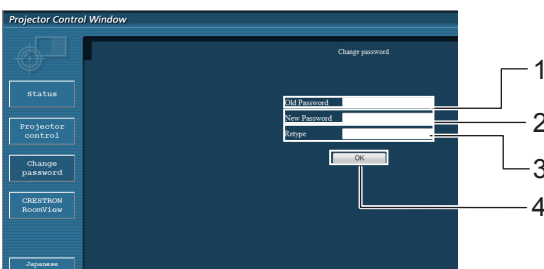 Projector Control Window
Change password
Status
Projector
control
Change
password
CRESTRON
RoomView
Japanese
Old Password
New Password
Retype
OK
1
2
3
4